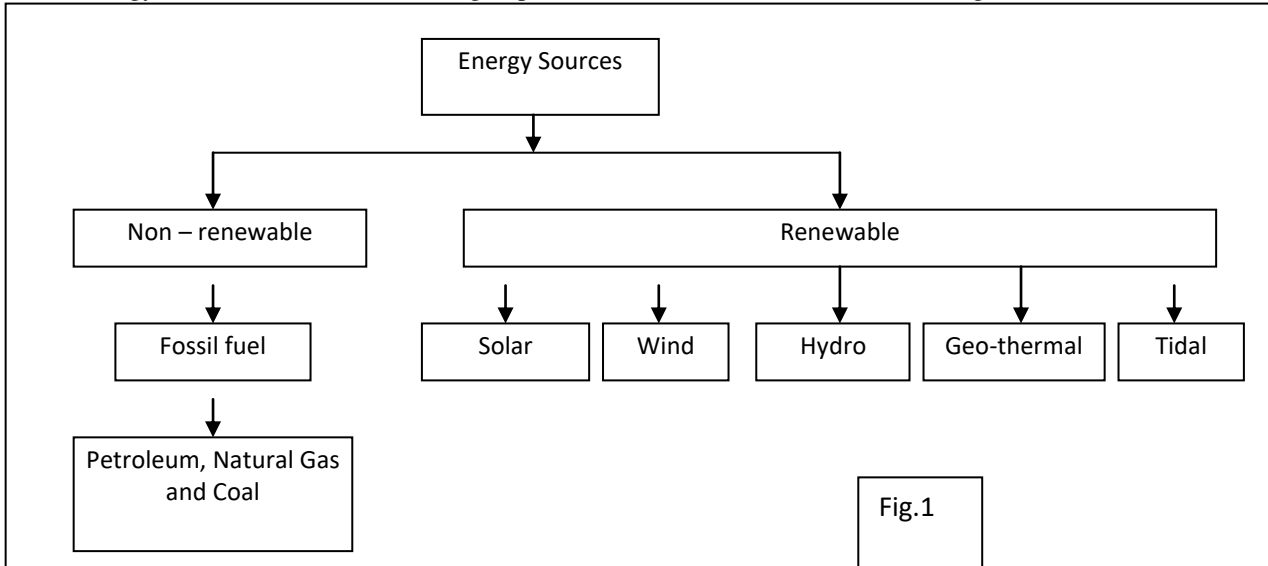 Energy Sources
Non – renewable
Renewable
Fossil fuel
Solar
Wind
Hydro
Geo-thermal
Tidal
Petroleum, Natural Gas
and Coal
Fig.1